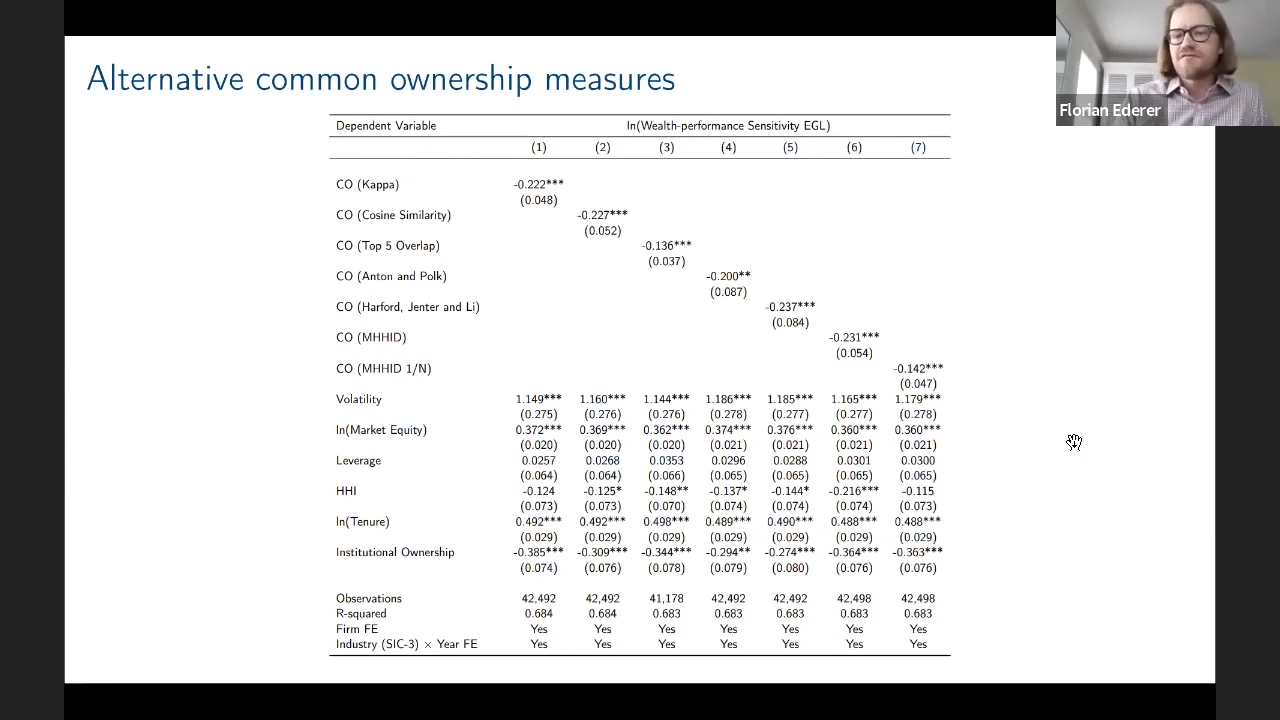 Alternative common ownership measures
Florian Ederer
Dependent Variable ln(Wealth-performance Sensitivity EGL)
(1) (2) (3) (4) (5) (6) (7)
CO (Kappa) -0.222***
(0.048)
CO (Cosine Similarity) -0.227***
(0.052)
CO (Top 5 Overlap) -0.136***
(0.037)
CO (Anton and Polk) -0.200**
(0.087)
CO (Harford, Jenter and Li) -0.237***
(0.084)
CO (MHHID) -0.231***
(0.054)
CO (MHHID 1/N) -0.142***
(0.047)
Volatility 1.149*** 1.160*** 1.144*** 1.186*** 1.185*** 1.165*** 1.179***
(0.275) (0.276) (0.276) (0.278) (0.277) (0.277) (0.278)
ln(Market Equity) 0.372*** 0.369*** 0.362*** 0.374*** 0.376*** 0.360*** 0.360***
(0.020) (0.020) (0.020) (0.021) (0.021) (0.021) (0.021)
Leverage 0.0257 0.0268 0.0353 0.0296 0.0288 0.0301 0.0300
(0.064) (0.064) (0.066) (0.065) (0.065) (0.065) (0.065)
HHI -0.124 -0.125* -0.148** -0.137* -0.144* -0.216*** -0.115
(0.073) (0.073) (0.070) (0.074) (0.074) (0.074) (0.073)
ln(Tenure) 0.492*** 0.492*** 0.498*** 0.489*** 0.490*** 0.488*** 0.488***
(0.029) (0.029) (0.029) (0.029) (0.029) (0.029) (0.029)
Institutional Ownership -0.385*** -0.309*** -0.344*** -0.294** -0.274*** -0.364*** -0.363***
(0.074) (0.076) (0.078) (0.079) (0.080) (0.076) (0.076)
Observations 42,492 42,492 41,178 42,492 42,492 42,498 42,498
R-squared 0.684 0.684 0.683 0.683 0.683 0.683 0.683
Firm FE Yes Yes Yes Yes Yes Yes Yes
Industry (SIC-3) × Year FE Yes Yes Yes Yes Yes Yes Yes